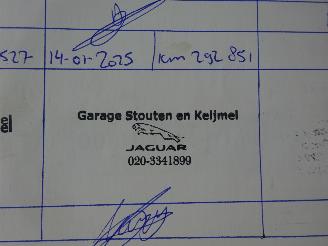 527 14-01-2025 km 292 851
Garage Stouten en Keijmel
JAGUAR
020-3341899